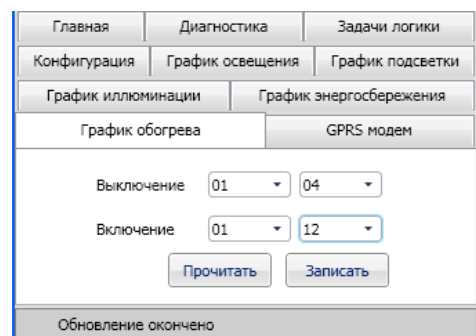 Главная Диагностика Задачи логики
Конфигурация График освещения График подсветки
График иллюминации График энергосбережения
График обогрева GPRS модем
Выключение 01 04
Включение 01 12
Прочитать Записать
Обновление окончено